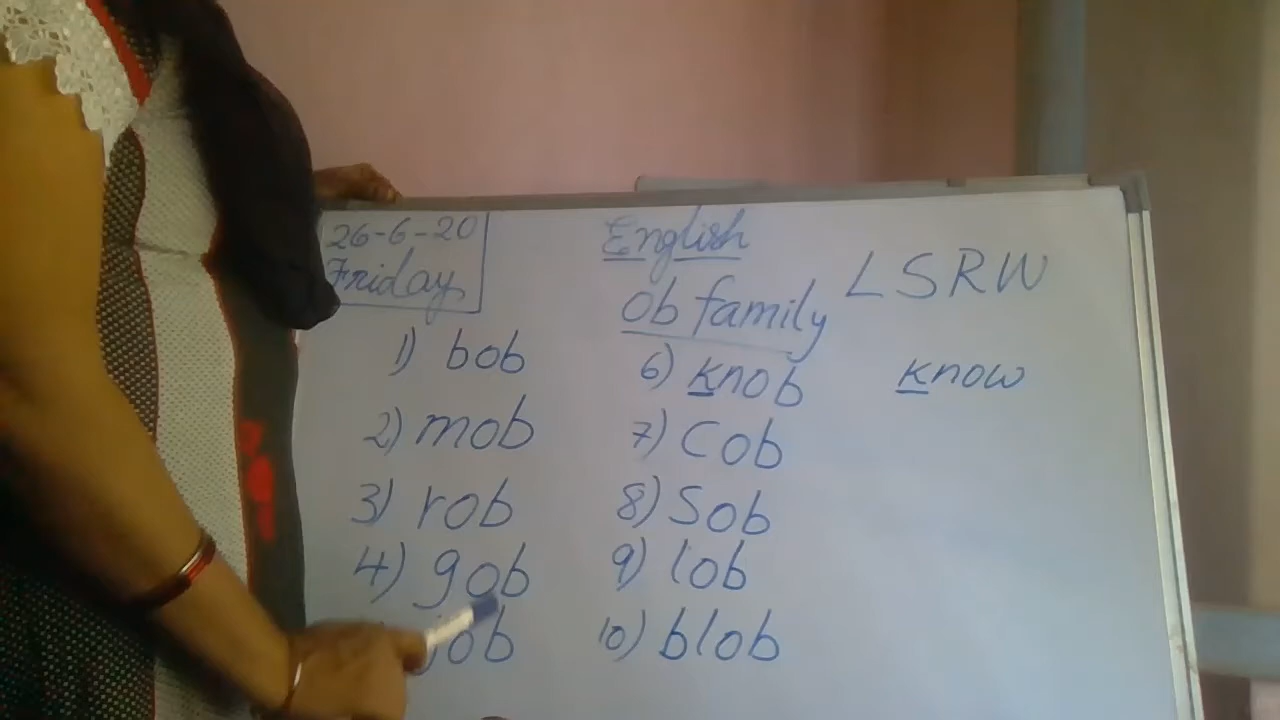 26-6-20
Friday
English
Ob family
LSRW
1) bob
2) mob
3) rob
4) gob
job
6) knob
know
7) Cob
8) Sob
9) lob
10) blob